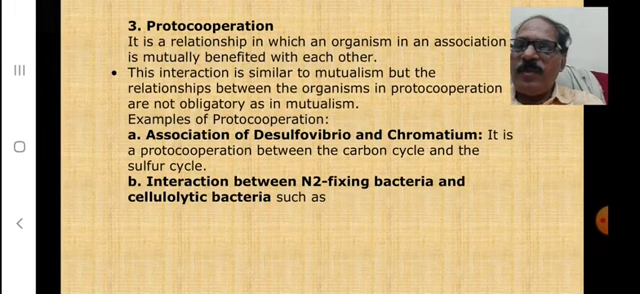 3. Protocooperation
It is a relationship in which an organism in an association
is mutually benefited with each other.
• This interaction is similar to mutualism but the
relationships between the organisms in protocooperation
are not obligatory as in mutualism.
Examples of Protocooperation:
a. Association of Desulfovibrio and Chromatium: It is
a protocooperation between the carbon cycle and the
sulfur cycle.
b. Interaction between N2-fixing bacteria and
cellulolytic bacteria such as